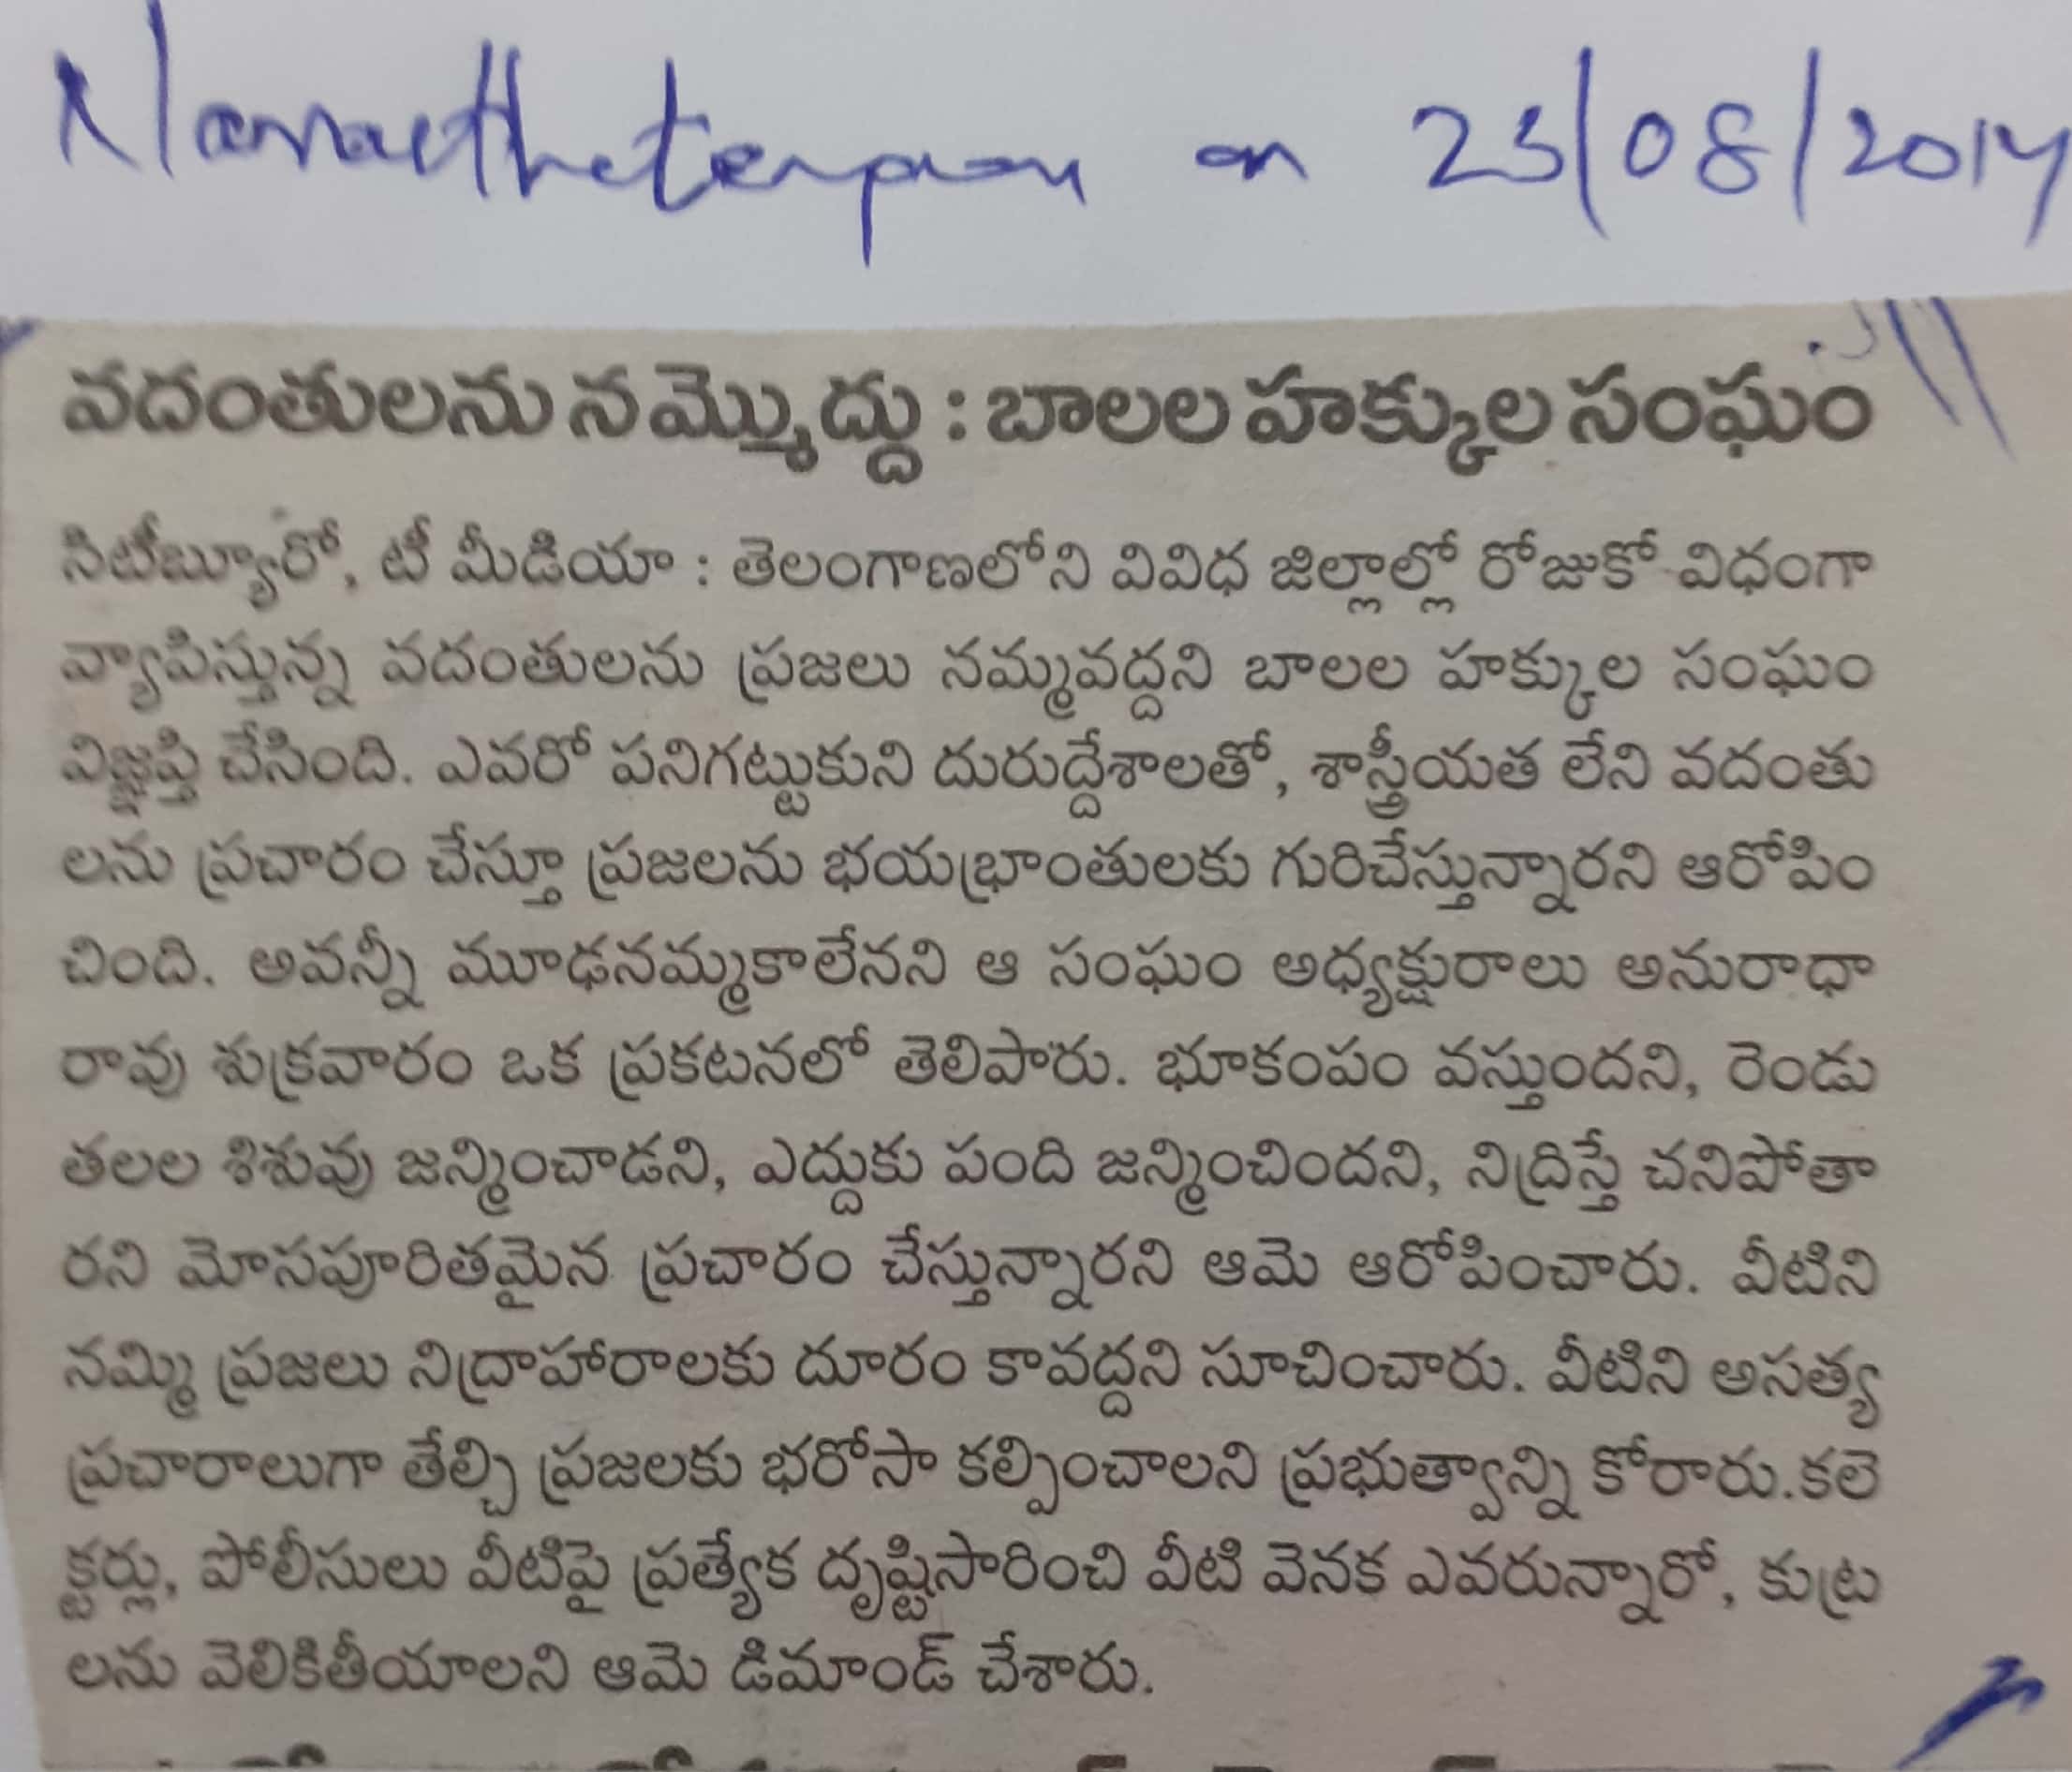 on 23/08/2014
వదంతులను నమ్మొద్దు : బాలల హక్కుల సంఘం
సిటీబ్యూరో, టీ మీడియా : తెలంగాణలోని వివిధ జిల్లాల్లో రోజుకో విధంగా
వ్యాపిస్తున్న వదంతులను ప్రజలు నమ్మవద్దని బాలల హక్కుల సంఘం
విజ్ఞప్తి చేసింది. ఎవరో పనిగట్టుకుని దురుద్దేశాలతో, శాస్త్రీయత లేని వదంతు
లను ప్రచారం చేస్తూ ప్రజలను భయభ్రాంతులకు గురిచేస్తున్నారని ఆరోపిం
చింది. అవన్నీ మూఢనమ్మకాలేనని ఆ సంఘం అధ్యక్షురాలు అనురాధా
రావు శుక్రవారం ఒక ప్రకటనలో తెలిపారు. భూకంపం వస్తుందని, రెండు
తలల శిశువు జన్మించాడని, ఎద్దుకు పంది జన్మించిందని, నిద్రిస్తే చనిపోతా
రని మోసపూరితమైన ప్రచారం చేస్తున్నారని ఆమె ఆరోపించారు. వీటిని
నమ్మి ప్రజలు నిద్రాహారాలకు దూరం కావద్దని సూచించారు. వీటిని అసత్య
ప్రచారాలుగా తేల్చి ప్రజలకు భరోసా కల్పించాలని ప్రభుత్వాన్ని కోరారు.కలె
క్టర్లు, పోలీసులు వీటిపై ప్రత్యేక దృష్టిసారించి వీటి వెనక ఎవరున్నారో, కుట్ర
లను వెలికితీయాలని ఆమె డిమాండ్ చేశారు.